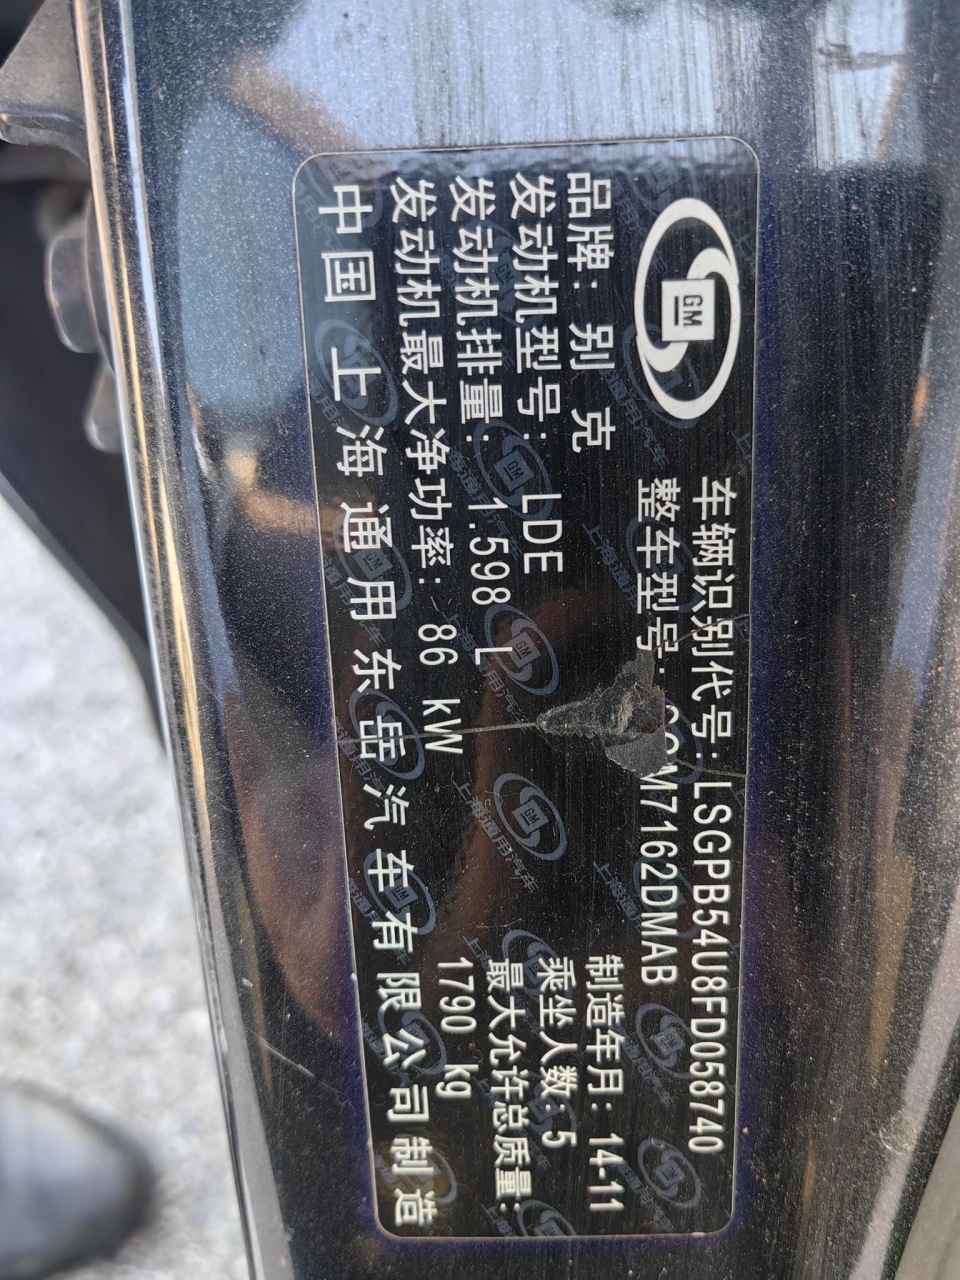 GM
车辆识别代号:LSGPB54U8FD058740
整车型号: M7162DMAB
品牌:别克
制造年月:14-11
发动机型号:LDE
乘坐人数:5
发动机排量:1.598 L
最大允许总质量:
发动机最大净功率:86 kW
1790 kg
中国上海通用东岳汽车有限公司制造